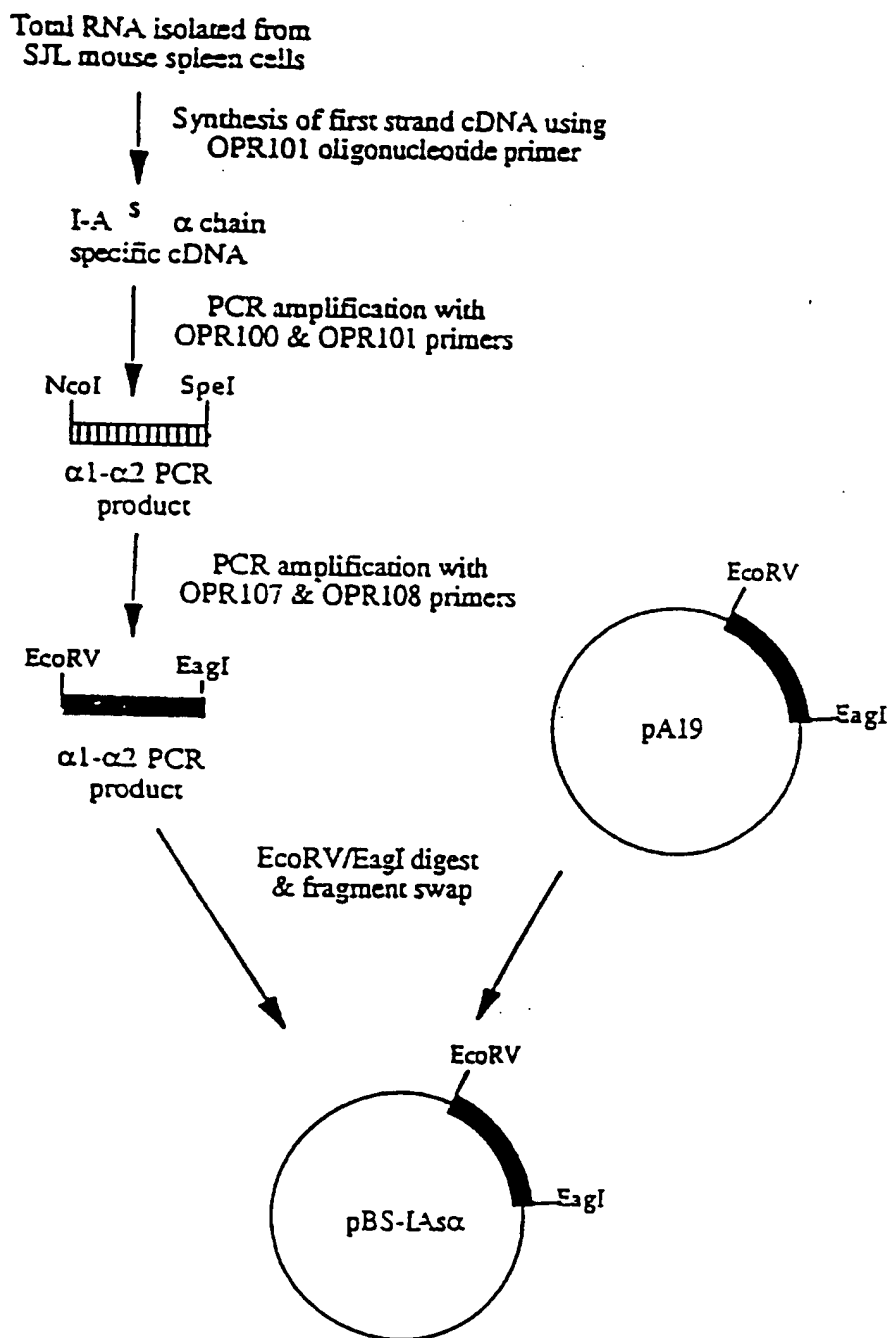 Total RNA isolated from
SJL mouse spleen cells
Synthesis of first strand cDNA using
OPR101 oligonucleotide primer
I-A s α chain
specific cDNA
PCR amplification with
OPR100 & OPR101 primers
NcoI SpeI
α1-α2 PCR
product
PCR amplification with
OPR107 & OPR108 primers
EcoRV EagI
α1-α2 PCR
product
EcoRV
EagI
pA19
EcoRV/EagI digest
& fragment swap
EcoRV
EagI
pBS-IAsα